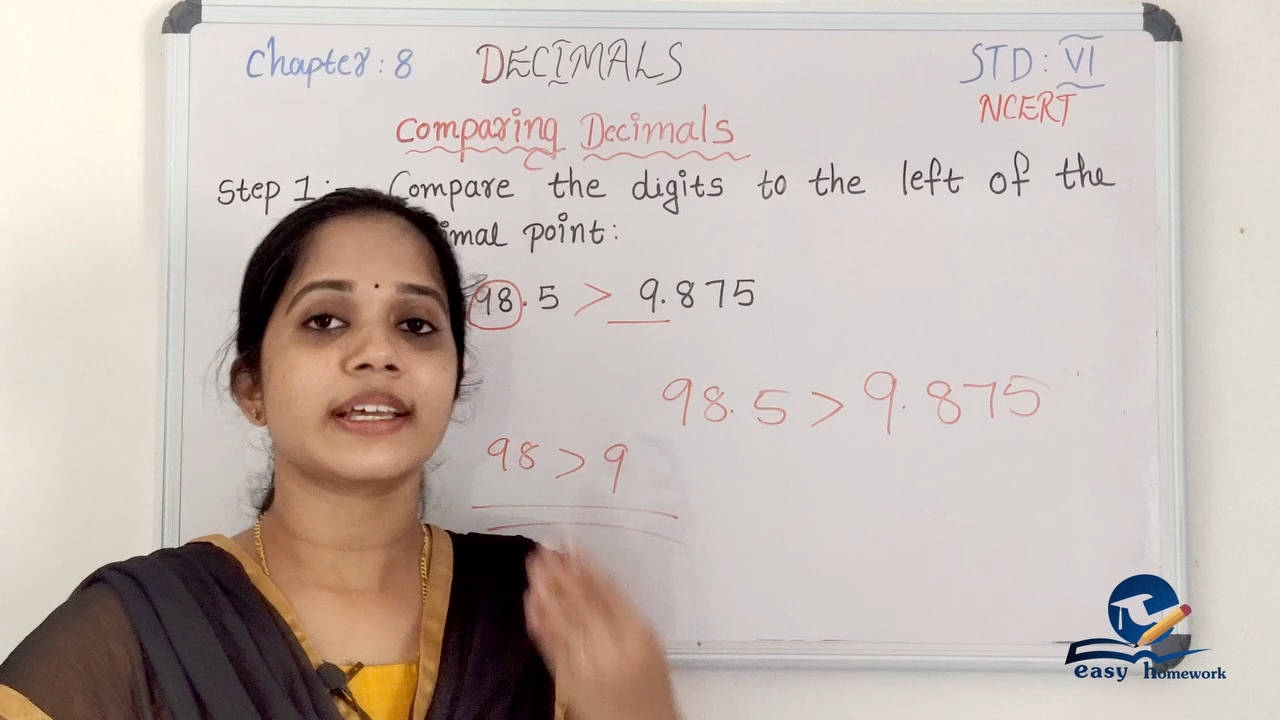 Chapter: 8 DECIMALS STD: VI
NCERT
Comparing Decimals
Step 1:- Compare the digits to the left of the
imal point:
98.5 > 9.875
98.5 > 9.875
98 > 9
easy homework